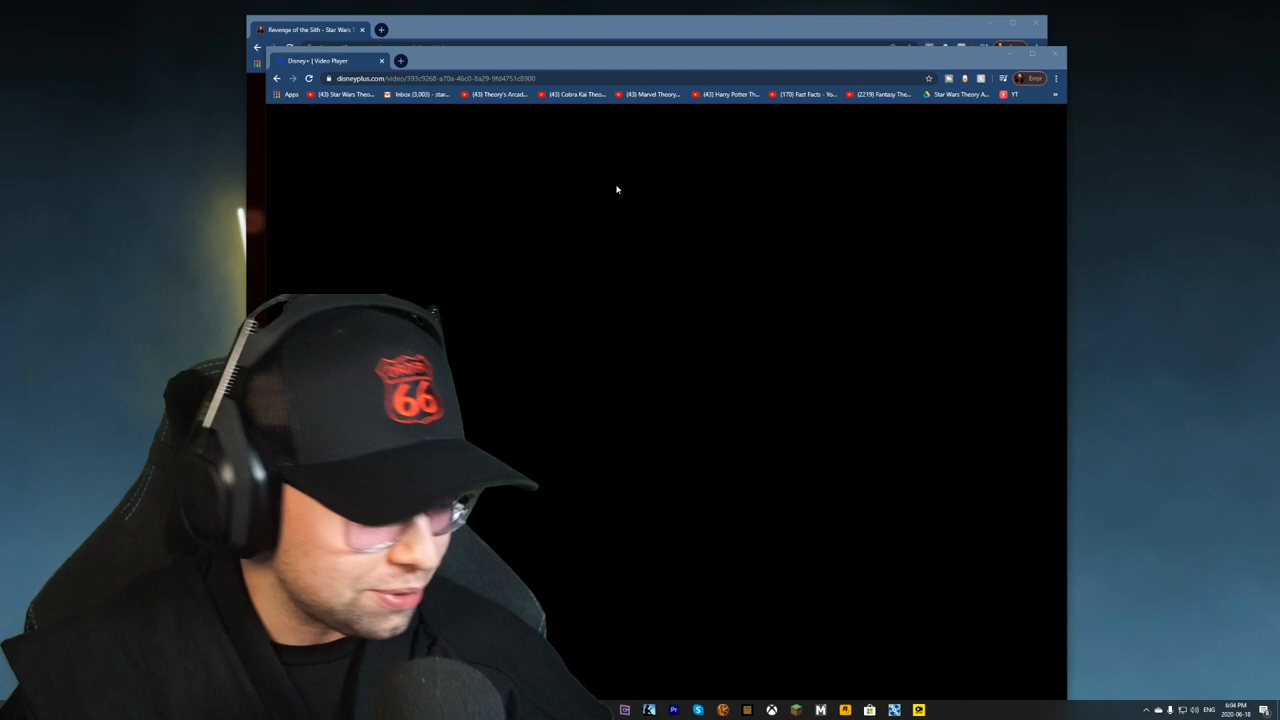 Revenge of the Sith - Star Wars T
Disney+ | Video Player
disneyplus.com/video/393c9268-a70a-46c0-8a29-9fd4751c8900
Error
Apps
(43) Star Wars Theo...
Inbox (3,003) - star...
(43) Theory's Arcad...
(43) Cobra Kai Theo...
(43) Marvel Theory...
(43) Harry Potter Th...
(170) Fast Facts - Yo...
(2219) Fantasy The...
Star Wars Theory A...
YT
66
ENG
6:04 PM
2020-06-18